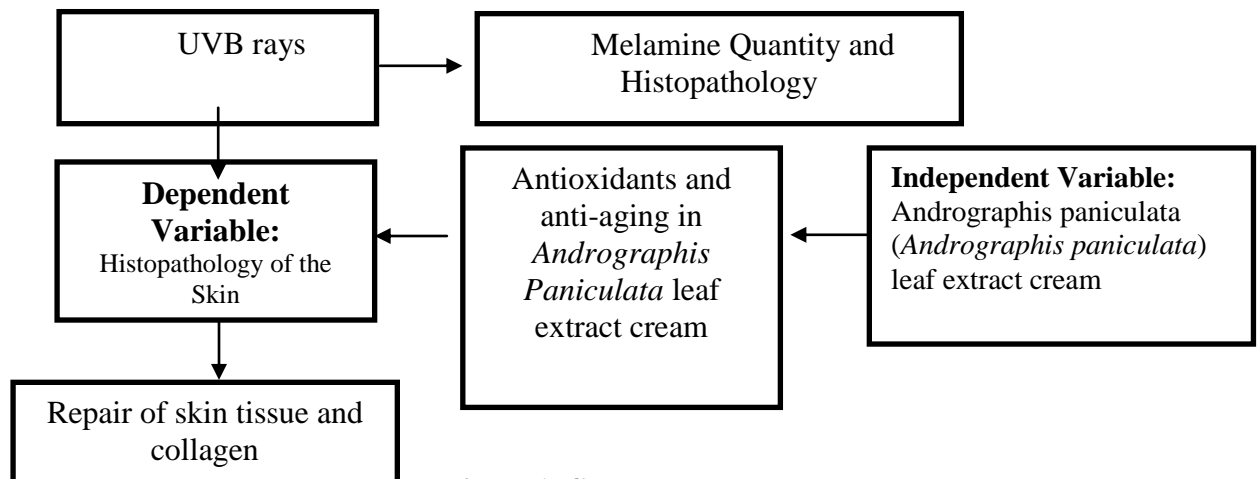 UVB rays
Melamine Quantity and
Histopathology
Dependent
Variable:
Histopathology of the
Skin
Antioxidants and
anti-aging in
Andrographis
Paniculata leaf
extract cream
Independent Variable:
Andrographis paniculata
(Andrographis paniculata)
leaf extract cream
Repair of skin tissue and
collagen